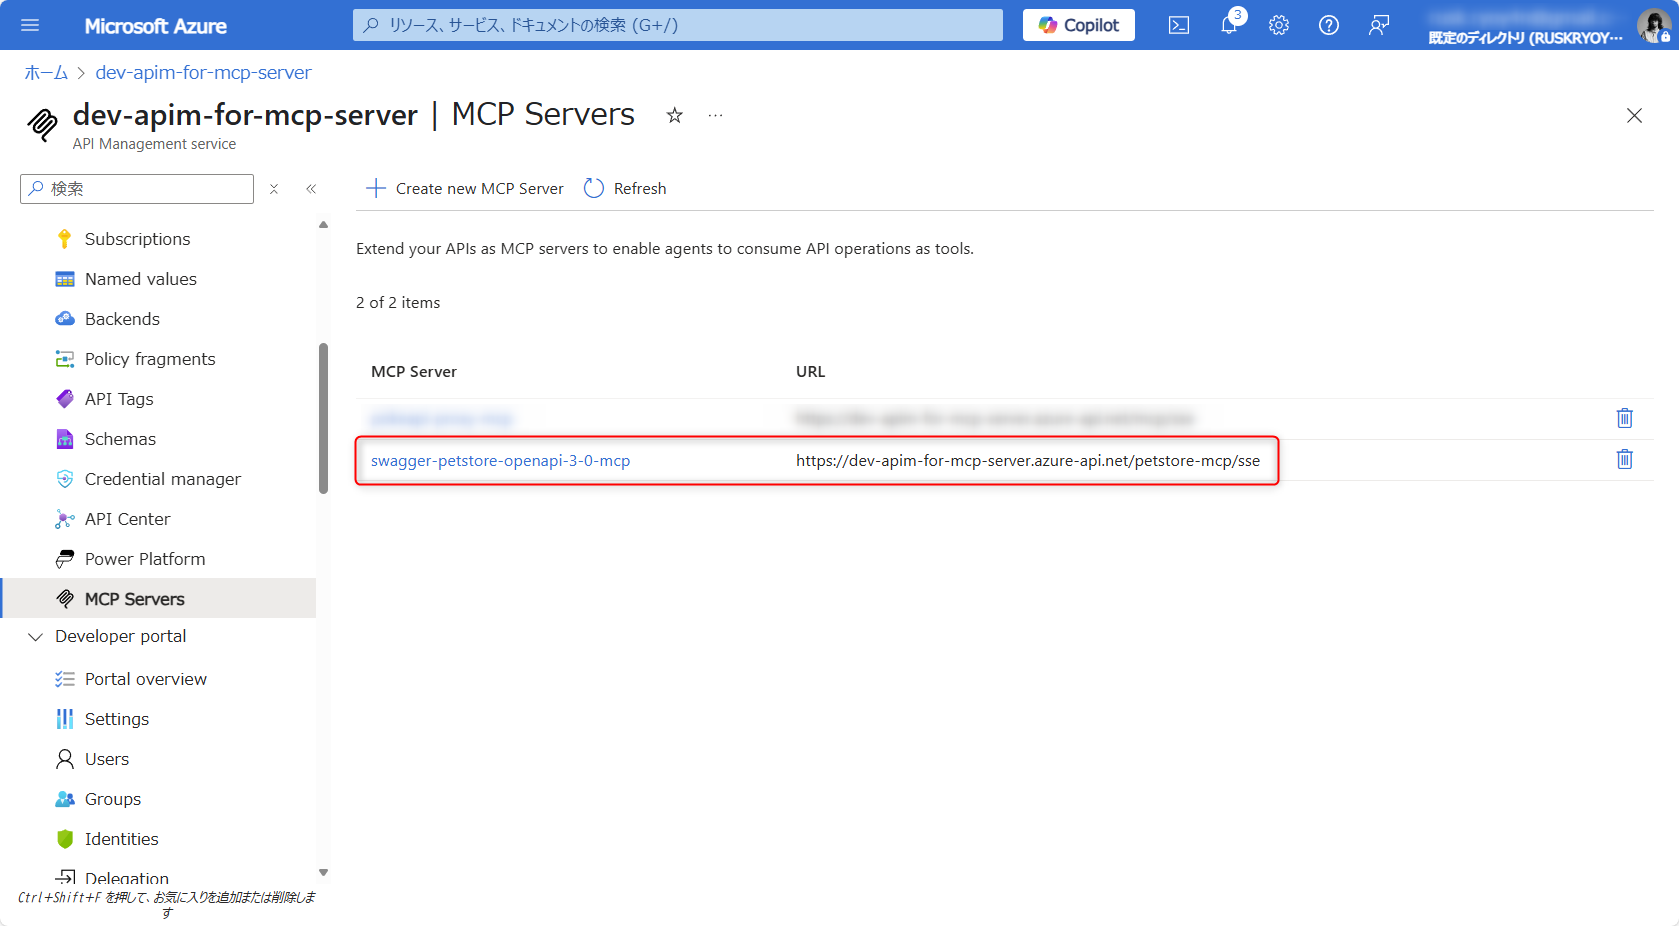 Microsoft Azure
リソース、サービス、ドキュメントの検索 (G+/)
Copilot
3
既定のディレクトリ (RUSKRYOY…
ホーム > dev-apim-for-mcp-server
dev-apim-for-mcp-server | MCP Servers
API Management service
検索
Create new MCP Server
Refresh
Subscriptions
Named values
Backends
Policy fragments
API Tags
Schemas
Credential manager
API Center
Power Platform
MCP Servers
Developer portal
Portal overview
Settings
Users
Groups
Identities
Delegation
Ctrl+Shift+F を押して、お気に入りを追加または削除しま
す
Extend your APIs as MCP servers to enable agents to consume API operations as tools.
2 of 2 items
MCP Server URL
swagger-petstore-openapi-3-0-mcp https://dev-apim-for-mcp-server.azure-api.net/petstore-mcp/sse